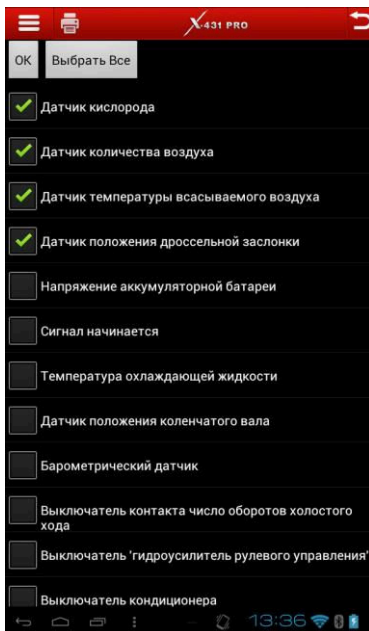 X-431 PRO
OK Выбрать Все
Датчик кислорода
Датчик количества воздуха
Датчик температуры всасываемого воздуха
Датчик положения дроссельной заслонки
Напряжение аккумуляторной батареи
Сигнал начинается
Температура охлаждающей жидкости
Датчик положения коленчатого вала
Барометрический датчик
Выключатель контакта число оборотов холостого
хода
Выключатель 'гидроусилитель рулевого управления'
Выключатель кондиционера
13:36